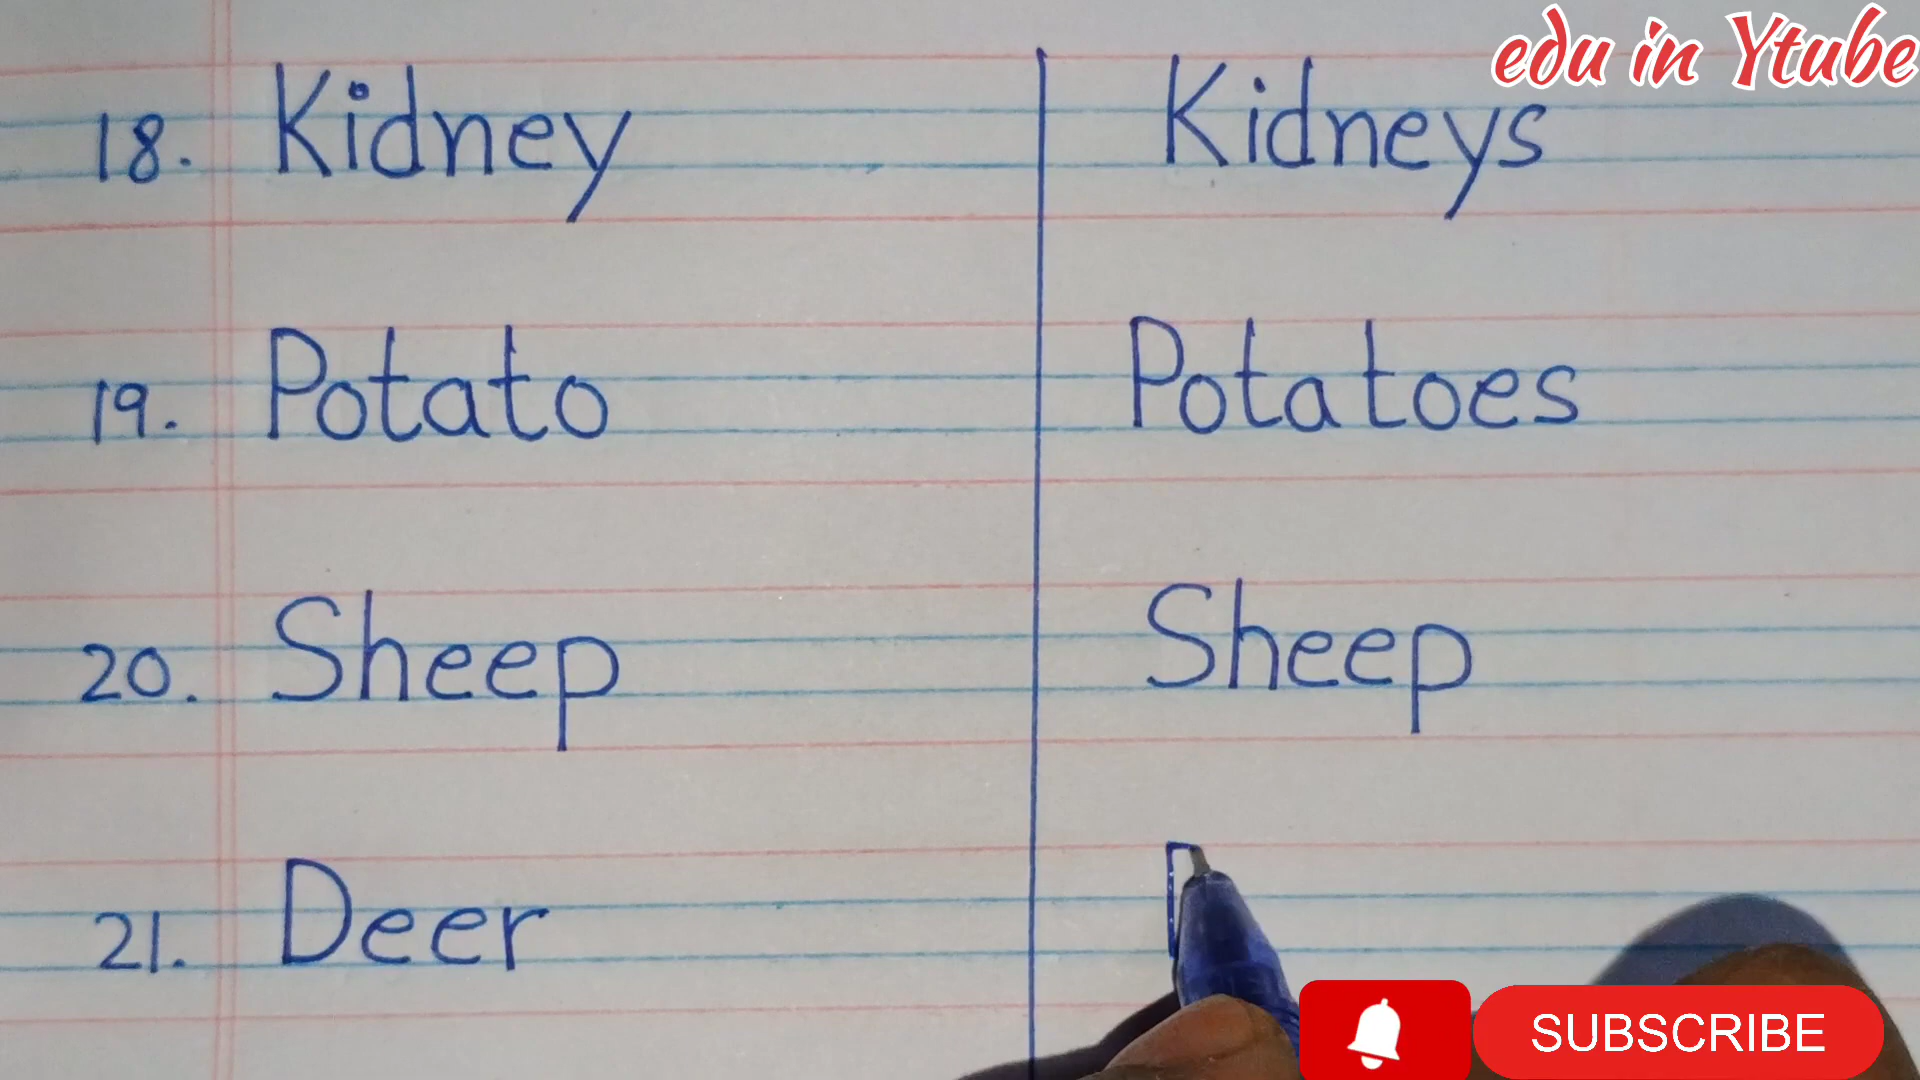 edu in Ytube
18. Kidney Kidneys
19. Potato Potatoes
20. Sheep Sheep
21. Deer
SUBSCRIBE